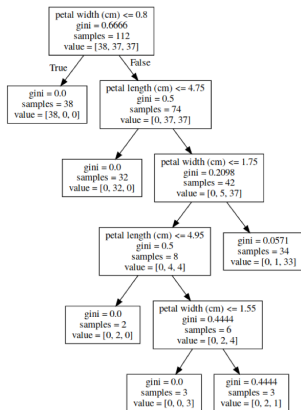 petal width (cm) <= 0.8
gini = 0.6666
samples = 112
value = [38, 37, 37]
True
False
gini = 0.0
samples = 38
value = [38, 0, 0]
petal length (cm) <= 4.75
gini = 0.5
samples = 74
value = [0, 37, 37]
gini = 0.0
samples = 32
value = [0, 32, 0]
petal width (cm) <= 1.75
gini = 0.2098
samples = 42
value = [0, 5, 37]
petal length (cm) <= 4.95
gini = 0.5
samples = 8
value = [0, 4, 4]
gini = 0.0571
samples = 34
value = [0, 1, 33]
gini = 0.0
samples = 2
value = [0, 2, 0]
petal width (cm) <= 1.55
gini = 0.4444
samples = 6
value = [0, 2, 4]
gini = 0.0
samples = 3
value = [0, 0, 3]
gini = 0.4444
samples = 3
value = [0, 2, 1]